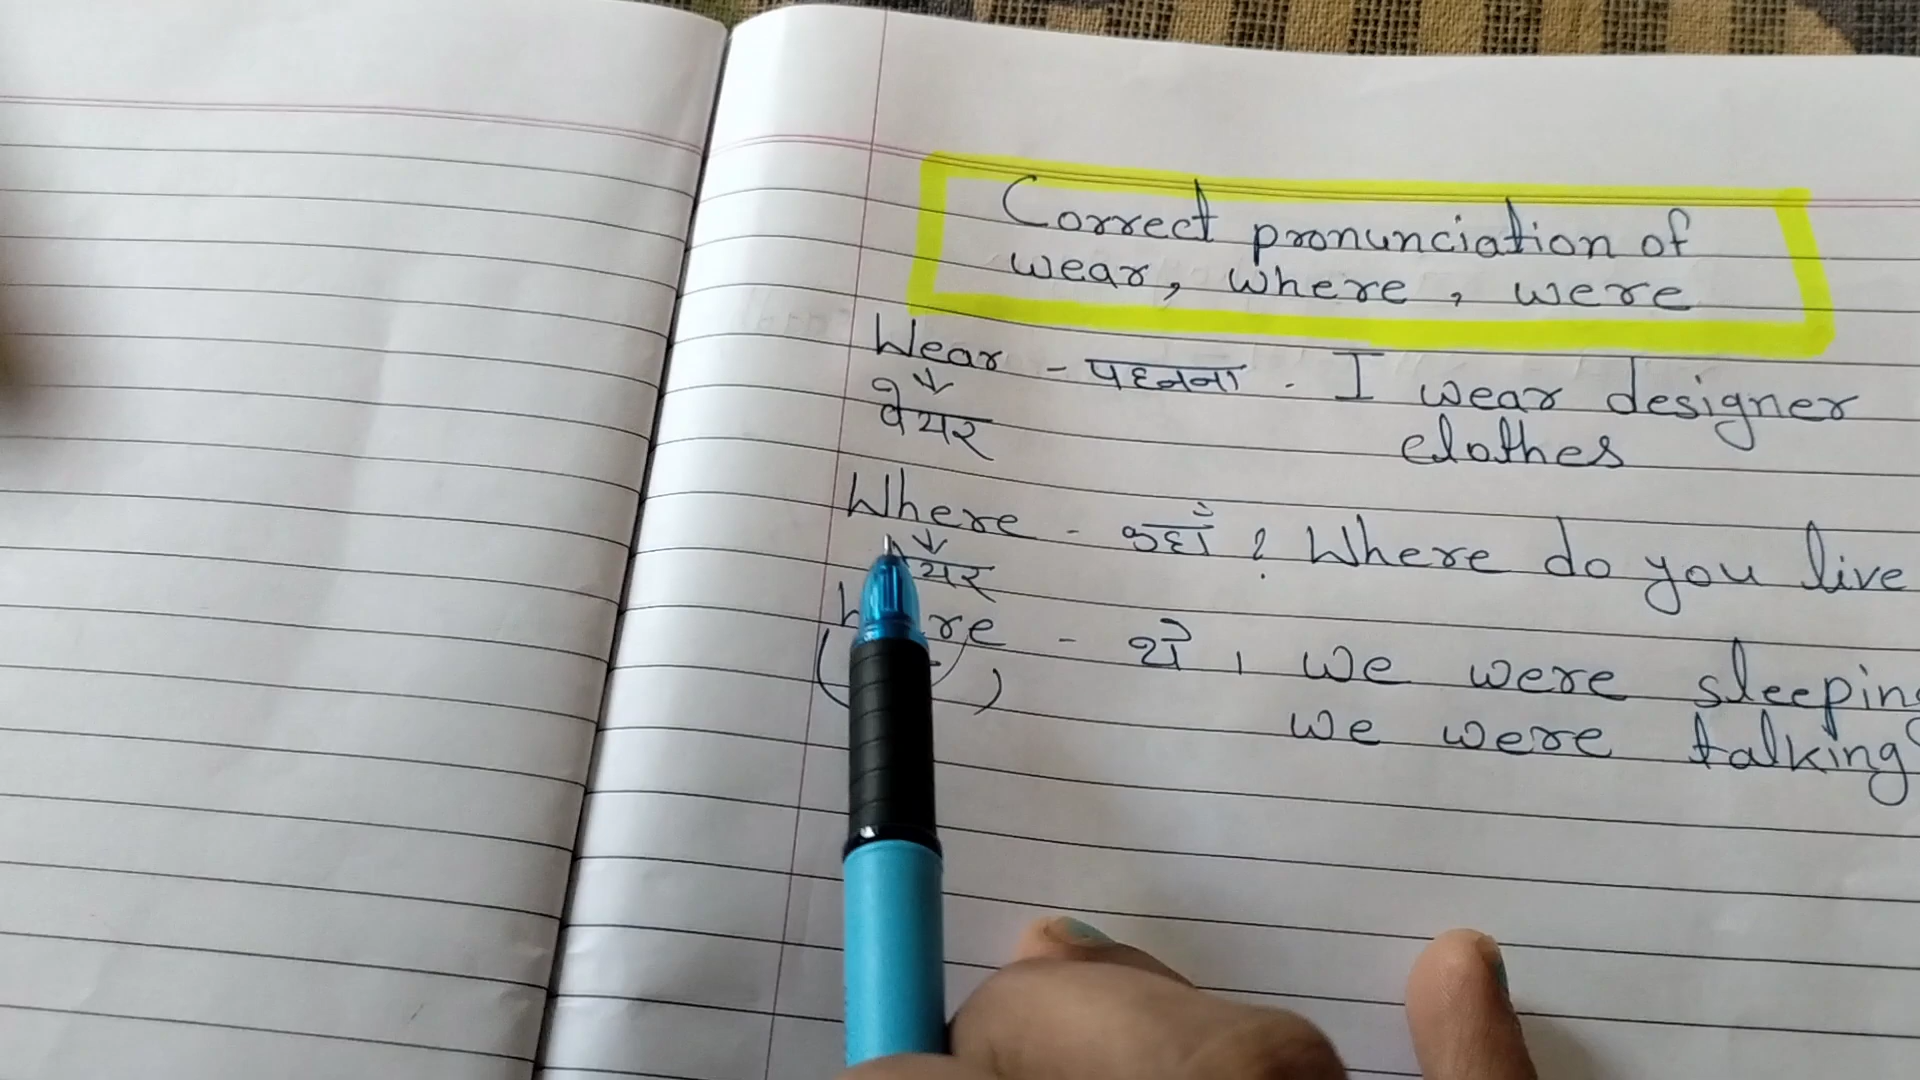 Correct pronunciation of
wear, where, were
Wear - पहनना - I wear designer
वेयर clothes
Where - कहाँ ? Where do you live
यर
re - थे, we were sleeping
we were talking